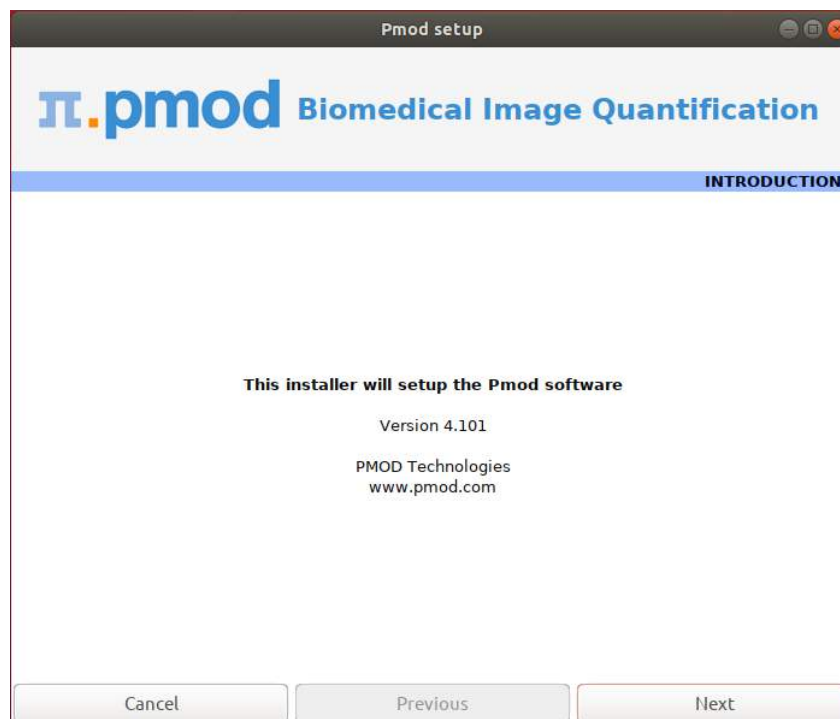 Pmod setup
π.pmod Biomedical Image Quantification
INTRODUCTION
This installer will setup the Pmod software
Version 4.101
PMOD Technologies
www.pmod.com
Cancel Previous Next